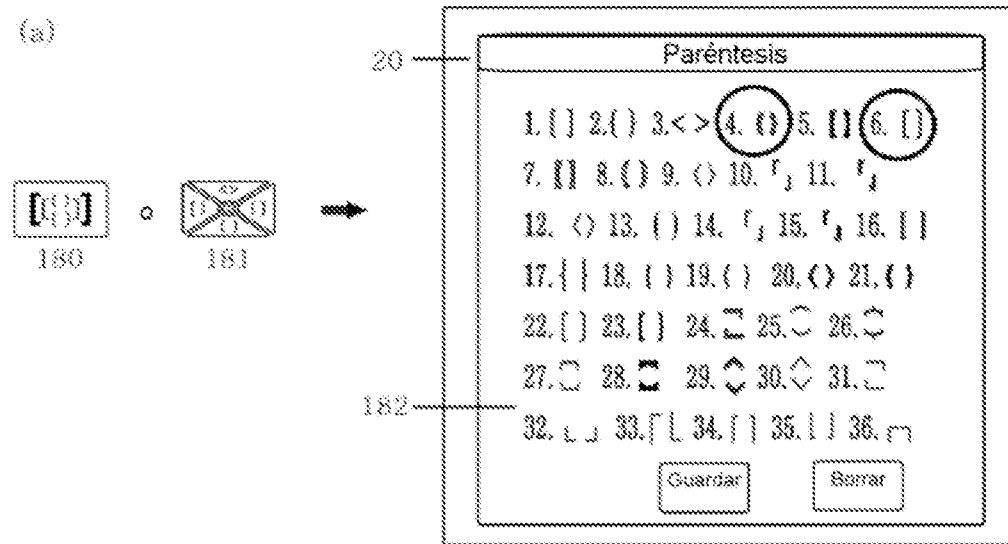 (a)
20
Paréntesis
1. [ ] 2. ( ) 3. < > 4. () 5. [] 6. [ ]
7. [] 8. ( ) 9. 〈 〉 10. 「 」 11. 「 」
12. 〈 〉 13. ( ) 14. 「 」 15. 「 」 16. [ ]
17. { } 18. ( ) 19. ( ) 20. ( ) 21. ( )
22. [ ] 23. [ ] 24. 25. 26.
27. 28. 29. 30. 31.
32. 33. 34. 35. 36.
180 o 181
182
Guardar Borrar